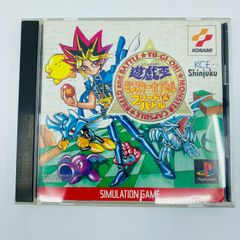 KONAMI
KCE
Shinjuku
YU-GI-OH! MONSTER CAPSULE BREED and BATTLE
遊戯王
モンスターカプセル
ブリード&バトル
PlayStation
SIMULATION GAME